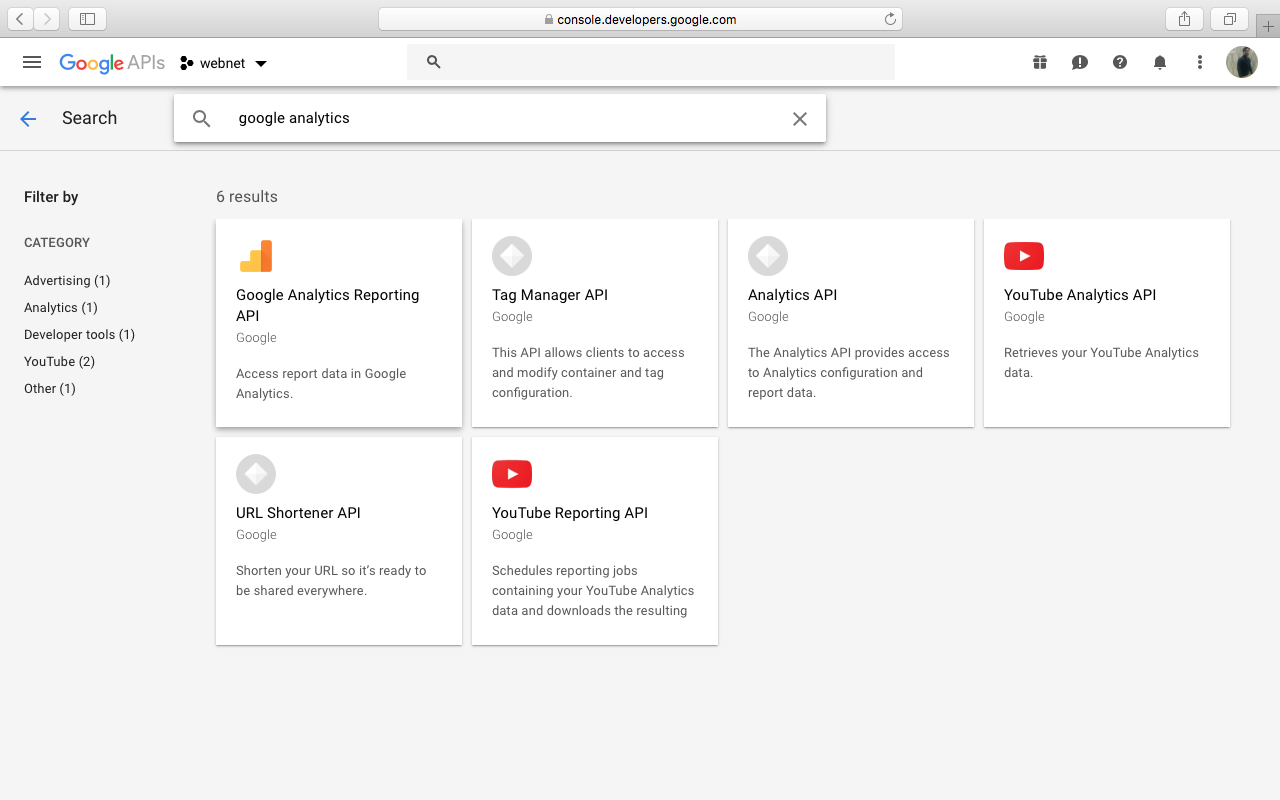 console.developers.google.com
Google APIs
webnet
Search
google analytics
Filter by
CATEGORY
Advertising (1)
Analytics (1)
Developer tools (1)
YouTube (2)
Other (1)
6 results
Google Analytics Reporting
API
Google
Access report data in Google
Analytics.
Tag Manager API
Google
This API allows clients to access
and modify container and tag
configuration.
Analytics API
Google
The Analytics API provides access
to Analytics configuration and
report data.
YouTube Analytics API
Google
Retrieves your YouTube Analytics
data.
URL Shortener API
Google
Shorten your URL so it’s ready to
be shared everywhere.
YouTube Reporting API
Google
Schedules reporting jobs
containing your YouTube Analytics
data and downloads the resulting